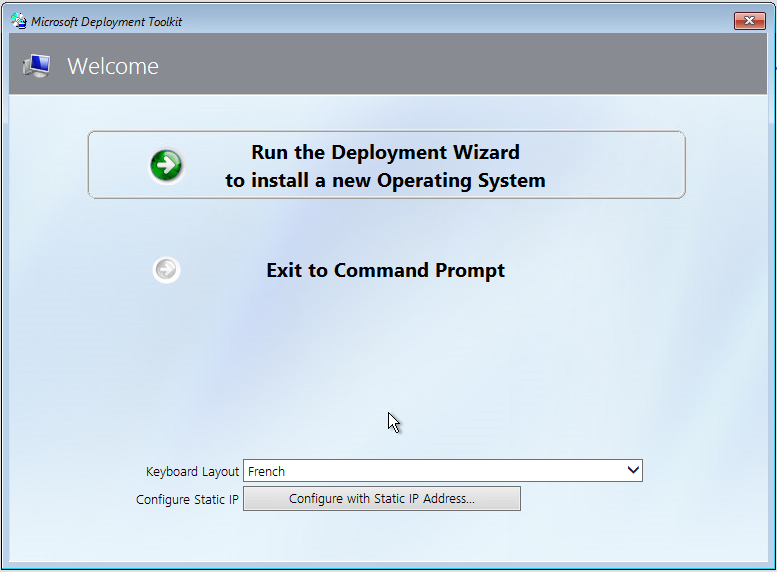 Microsoft Deployment Toolkit
Welcome
Run the Deployment Wizard
to install a new Operating System
Exit to Command Prompt
Keyboard Layout French
Configure Static IP Configure with Static IP Address...